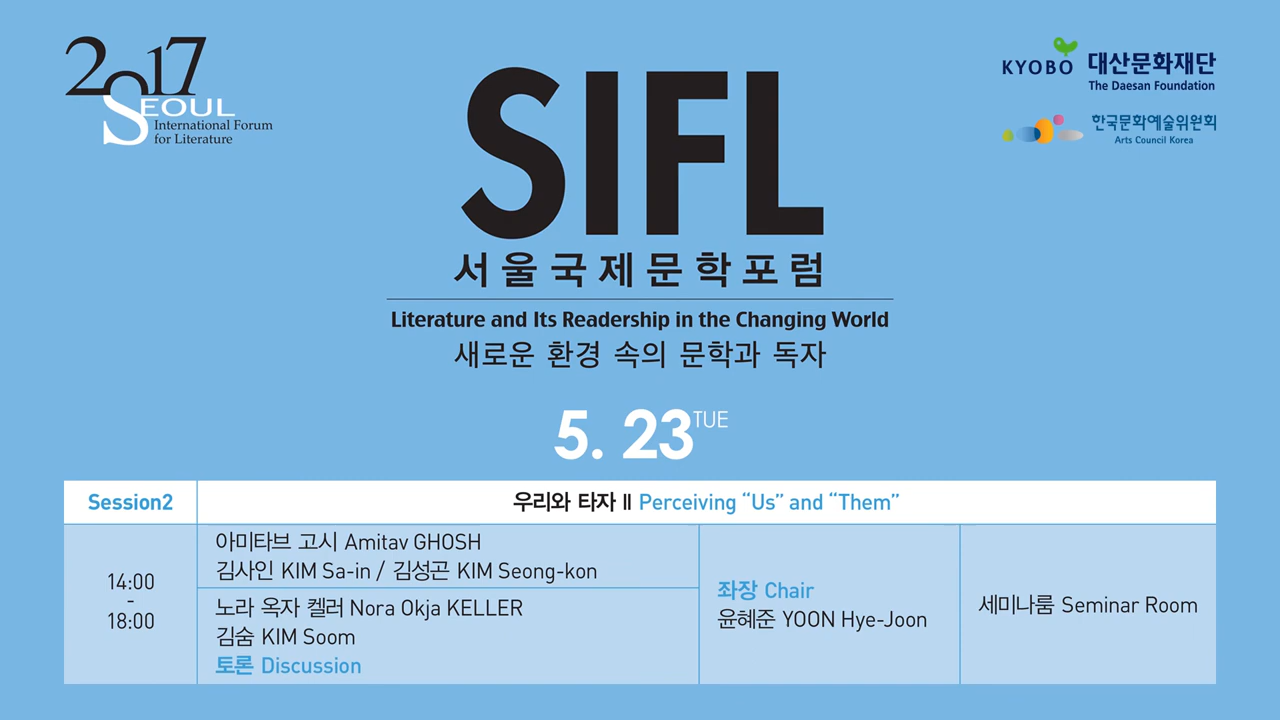 2017
SEOUL
International Forum
for Literature
KYOBO 대산문화재단
The Daesan Foundation
한국문화예술위원회
Arts Council Korea
SIFL
서울국제문학포럼
Literature and Its Readership in the Changing World
새로운 환경 속의 문학과 독자
5. 23 TUE
Session2
우리와 타자 II Perceiving “Us” and “Them”
14:00
-
18:00
아미타브 고시 Amitav GHOSH
김사인 KIM Sa-in / 김성곤 KIM Seong-kon
노라 옥자 켈러 Nora Okja KELLER
김숨 KIM Soom
토론 Discussion
좌장 Chair
윤혜준 YOON Hye-Joon
세미나룸 Seminar Room